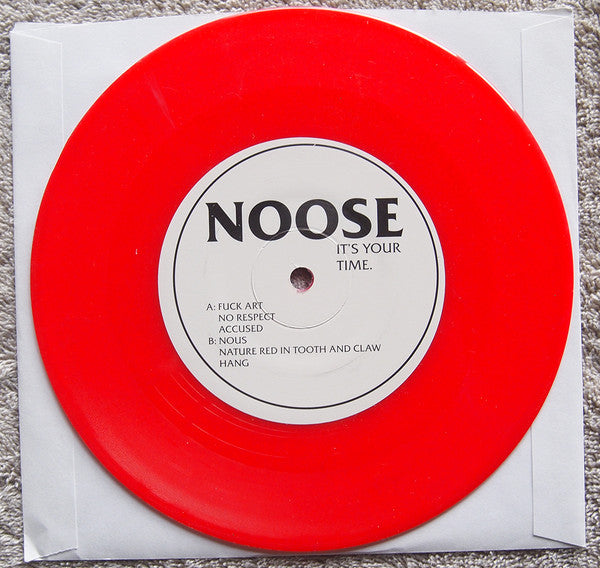 NOOSE
IT'S YOUR
TIME.
A: FUCK ART
NO RESPECT
ACCUSED
B: NOUS
NATURE RED IN TOOTH AND CLAW
HANG